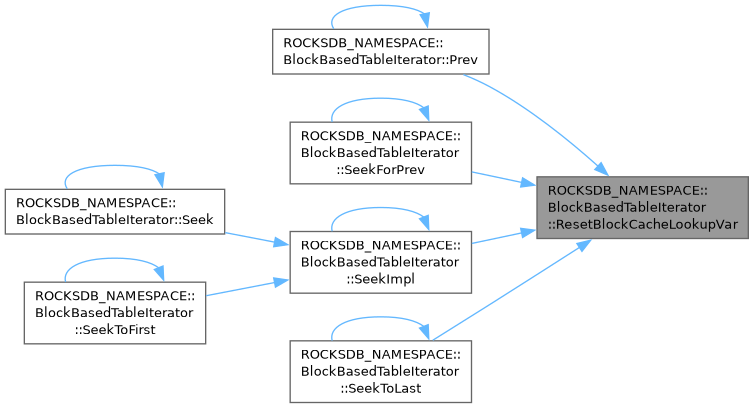 ROCKSDB_NAMESPACE::
BlockBasedTableIterator::Prev
ROCKSDB_NAMESPACE::
BlockBasedTableIterator
::SeekForPrev
ROCKSDB_NAMESPACE::
BlockBasedTableIterator
::ResetBlockCacheLookupVar
ROCKSDB_NAMESPACE::
BlockBasedTableIterator::Seek
ROCKSDB_NAMESPACE::
BlockBasedTableIterator
::SeekImpl
ROCKSDB_NAMESPACE::
BlockBasedTableIterator
::SeekToFirst
ROCKSDB_NAMESPACE::
BlockBasedTableIterator
::SeekToLast